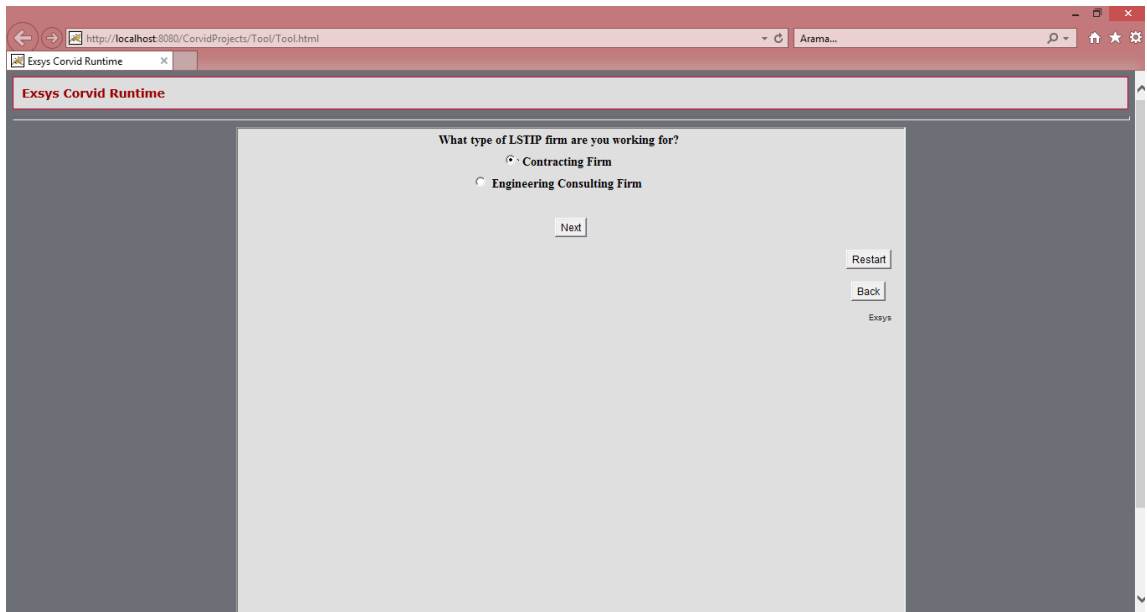 http://localhost:8080/CorvidProjects/Tool/Tool.html
Arama...
Exsys Corvid Runtime
Exsys Corvid Runtime
What type of LSTIP firm are you working for?
Contracting Firm
Engineering Consulting Firm
Next
Restart
Back
Exsys